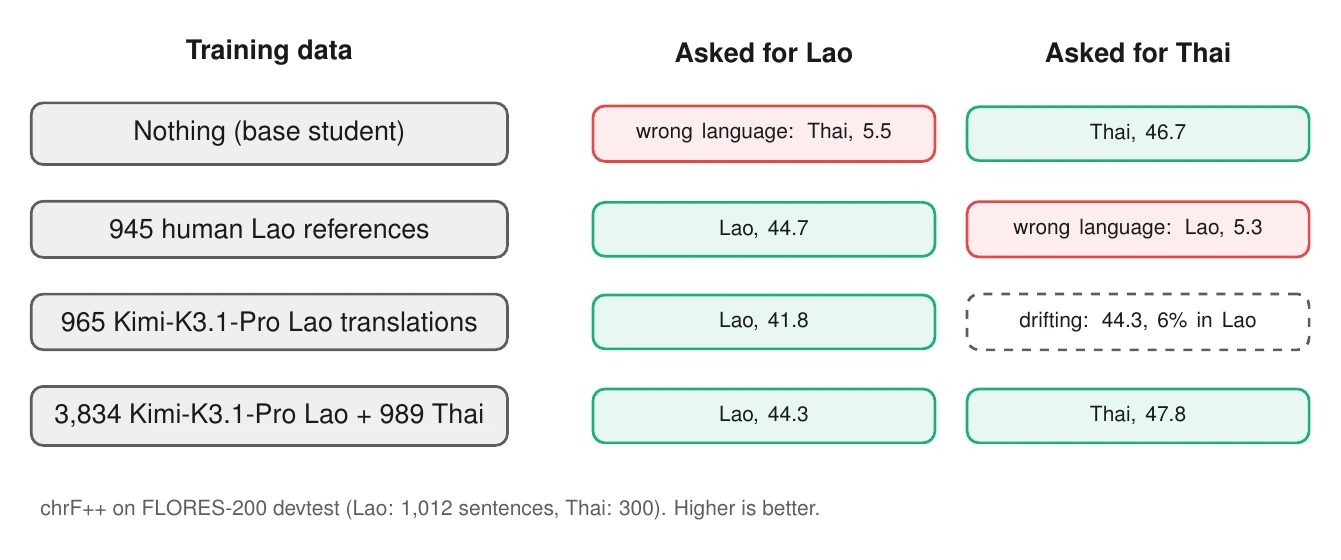 Training data
Asked for Lao
Asked for Thai
Nothing (base student)
wrong language: Thai, 5.5
Thai, 46.7
945 human Lao references
Lao, 44.7
wrong language: Lao, 5.3
965 Kimi-K3.1-Pro Lao translations
Lao, 41.8
drifting: 44.3, 6% in Lao
3,834 Kimi-K3.1-Pro Lao + 989 Thai
Lao, 44.3
Thai, 47.8
chrF++ on FLORES-200 devtest (Lao: 1,012 sentences, Thai: 300). Higher is better.